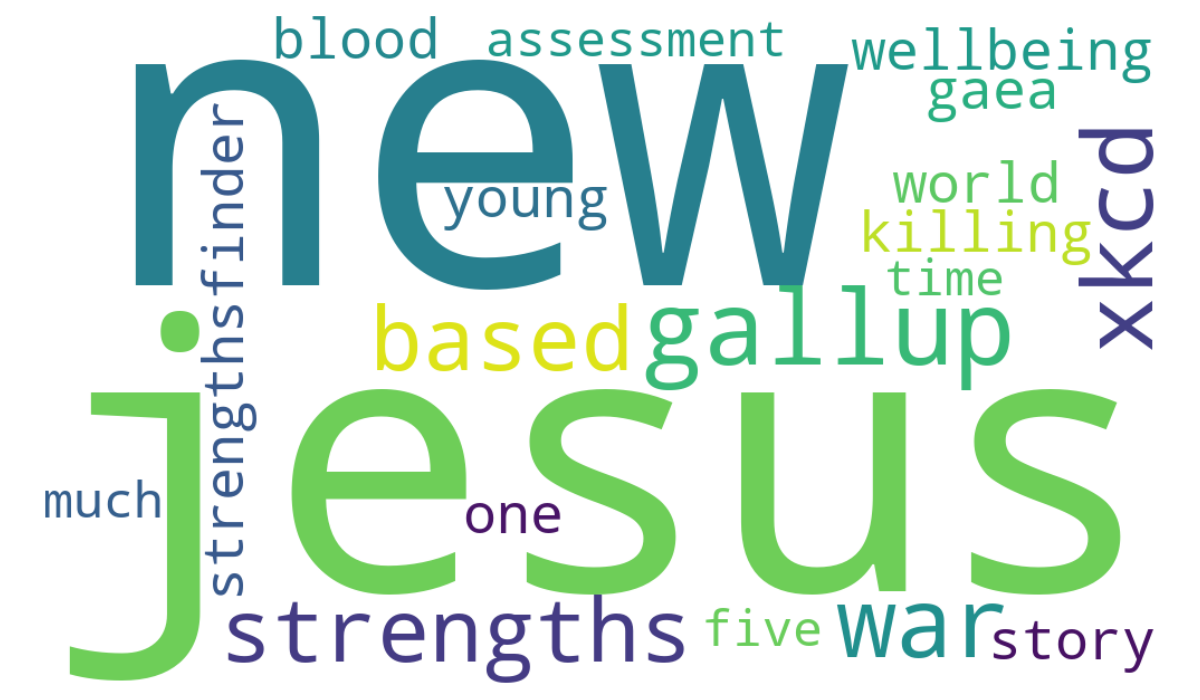 blood
assessment
wellbeing
gaea
new
strengthsfinder
young
world
xkcd
killing
time
based
gallup
jesus
much
one
strengths
five
war
story